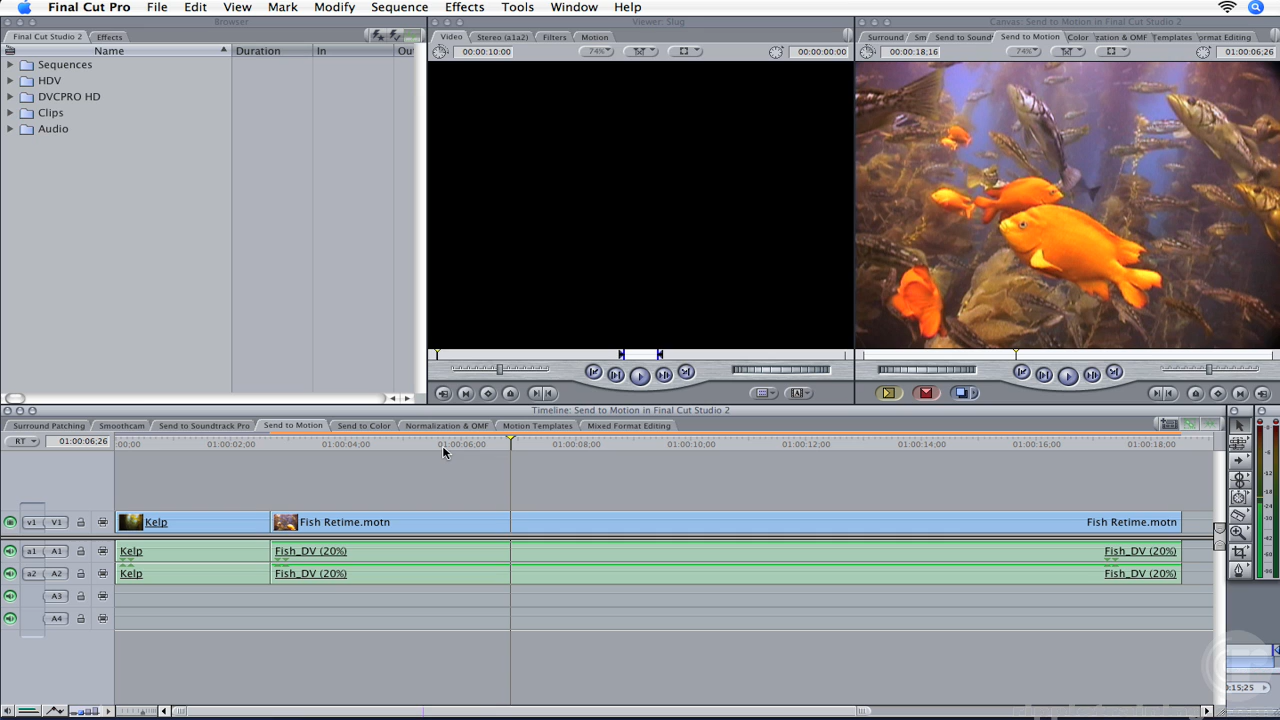 Final Cut Pro File Edit View Mark Modify Sequence Effects Tools Window Help
Browser
Final Cut Studio 2 Effects
Name Duration In Out
Sequences
HDV
DVCPRO HD
Clips
Audio
Viewer: Slug
Video Stereo (a1a2) Filters Motion
00:00:10:00 74% 00:00:00:00
Canvas: Send to Motion in Final Cut Studio 2
Surround Sm Send to Sound Send to Motion Color zation & OMF Templates ormat Editing
00:00:18;16 74% 01:00:06;26
Timeline: Send to Motion in Final Cut Studio 2
Surround Patching Smoothcam Send to Soundtrack Pro Send to Motion Send to Color Normalization & OMF Motion Templates Mixed Format Editing
RT 01:00:06;26 :00;00 01:00:02;00 01:00:04;00 01:00:06;00 01:00:08;00 01:00:10;00 01:00:12;00 01:00:14;00 01:00:16;00 01:00:18;00
v1 V1 Kelp Fish Retime.motn Fish Retime.motn
a1 A1 Kelp Fish_DV (20%) Fish_DV (20%)
a2 A2 Kelp Fish_DV (20%) Fish_DV (20%)
A3
A4
-6
-12
-18
-24